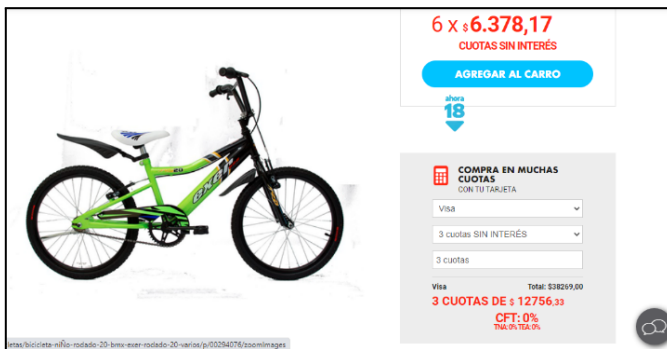 6 x $6.378,17
CUOTAS SIN INTERÉS
AGREGAR AL CARRO
ahora
18
COMPRA EN MUCHAS
CUOTAS
CON TU TARJETA
Visa
3 cuotas SIN INTERÉS
3 cuotas
Visa Total: $38269,00
3 CUOTAS DE $ 12756,33
CFT: 0%
TNA: 0% TEA: 0%
20
exer
letas/bicicleta-niño-rodado-20-bmx-exer-rodado-20-varios/p/00294076/zoomImages